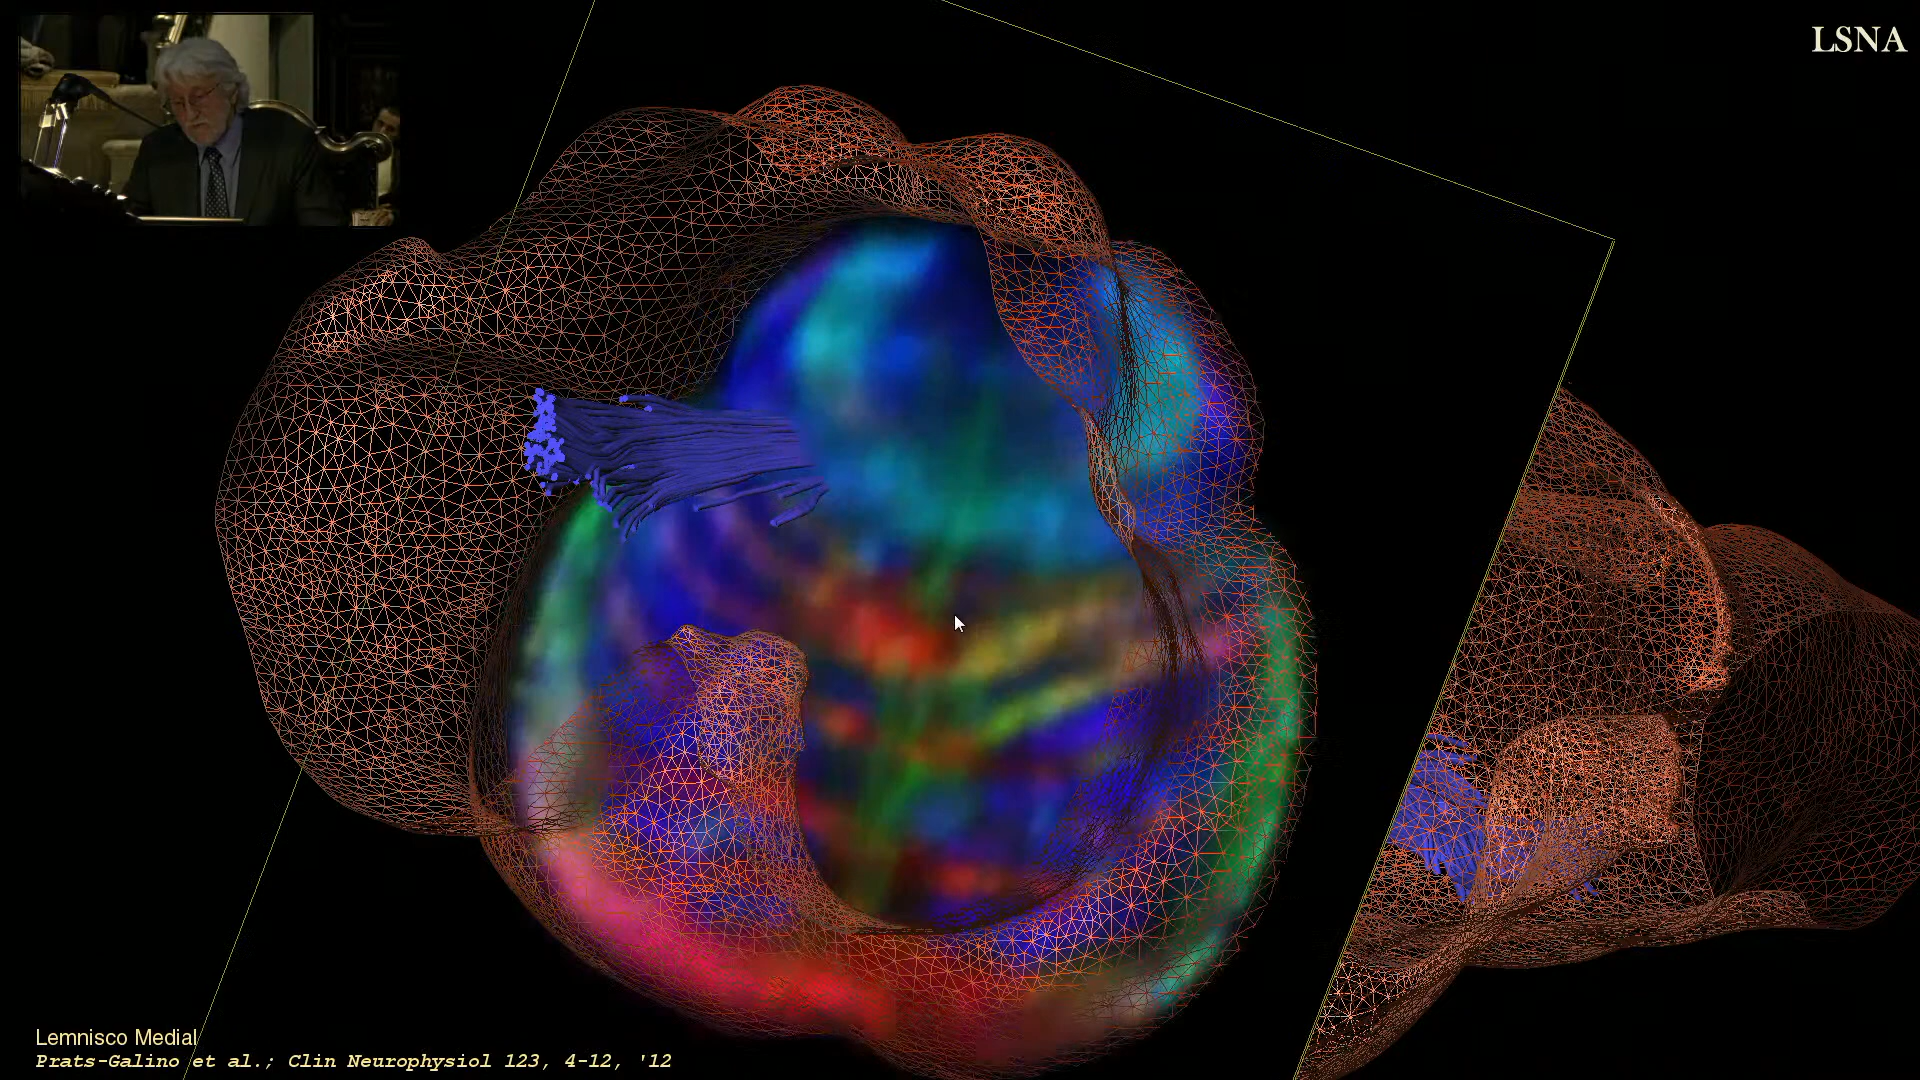 LSNA
Lemnisco Medial
Prats-Galino et al.; Clin Neurophysiol 123, 4-12, '12